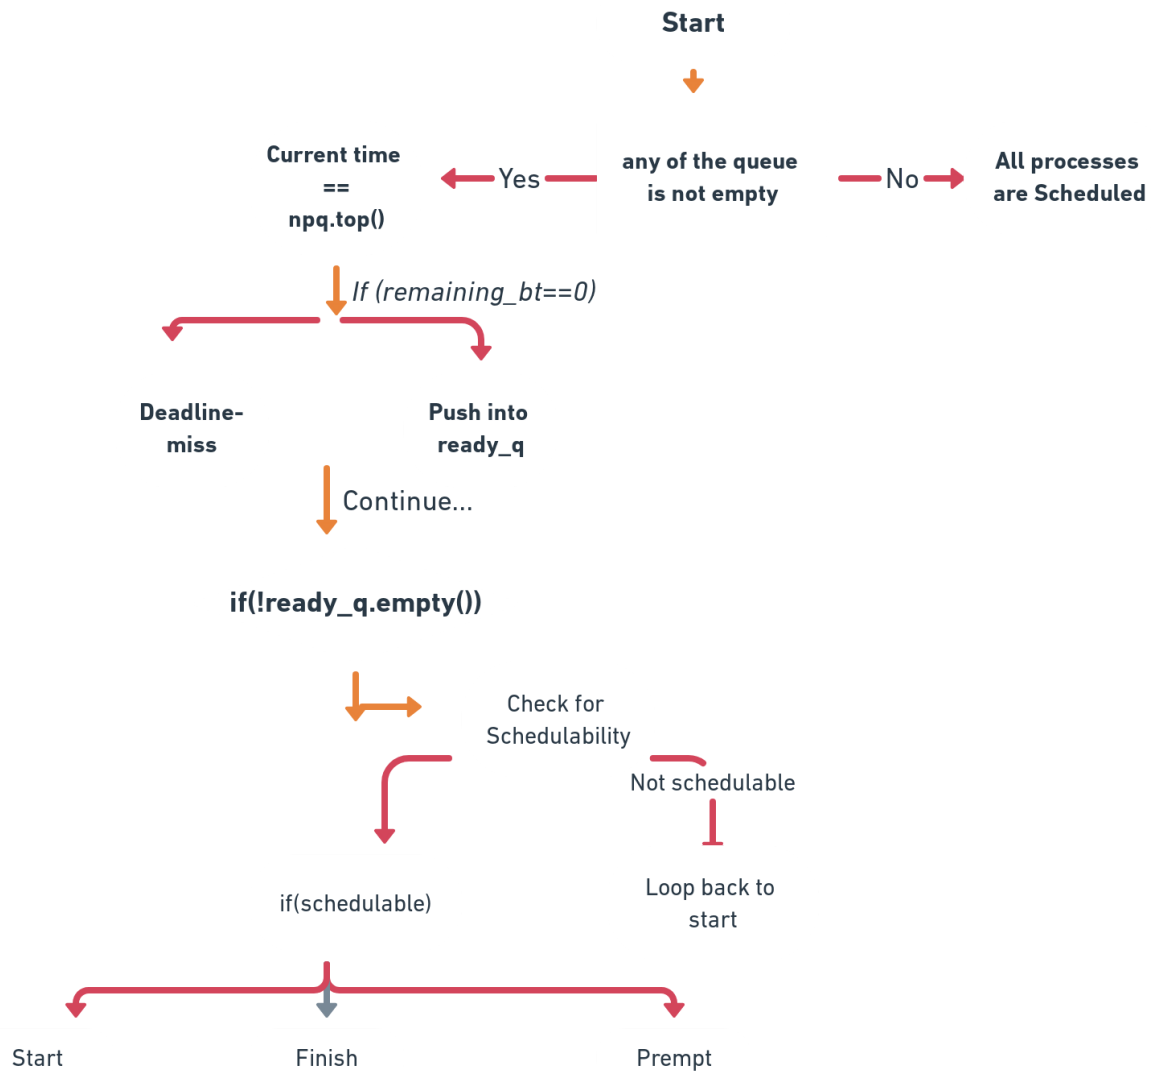 Start
Current time
==
npq.top()
Yes
any of the queue
is not empty
No
All processes
are Scheduled
If (remaining_bt==0)
Deadline-
miss
Push into
ready_q
Continue...
if(!ready_q.empty())
Check for
Schedulability
Not schedulable
if(schedulable)
Loop back to
start
Start
Finish
Prempt